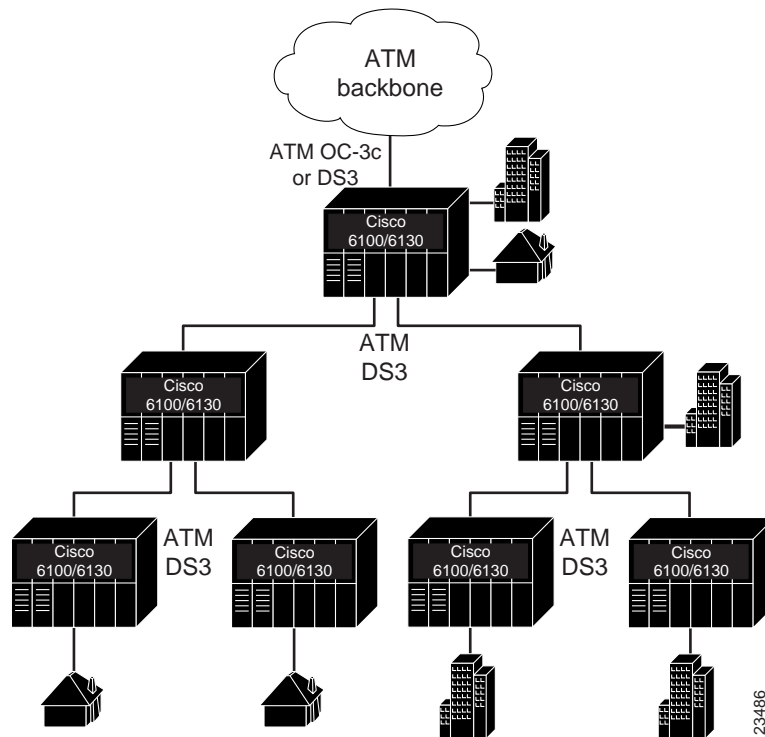 ATM
backbone
ATM OC-3c
or DS3
Cisco
6100/6130
ATM
DS3
Cisco
6100/6130
Cisco
6100/6130
Cisco
6100/6130
ATM
DS3
Cisco
6100/6130
Cisco
6100/6130
ATM
DS3
Cisco
6100/6130
23486